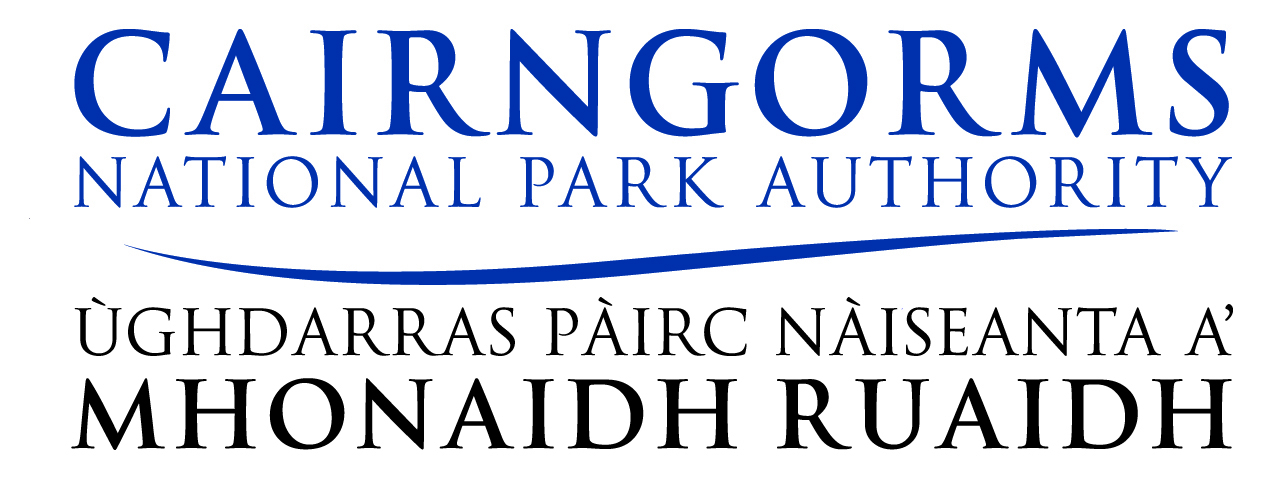 CAIRNGORMS
NATIONAL PARK AUTHORITY
ÙGHDARRAS PÀIRC NÀISEANTA A’
MHONAIDH RUAIDH